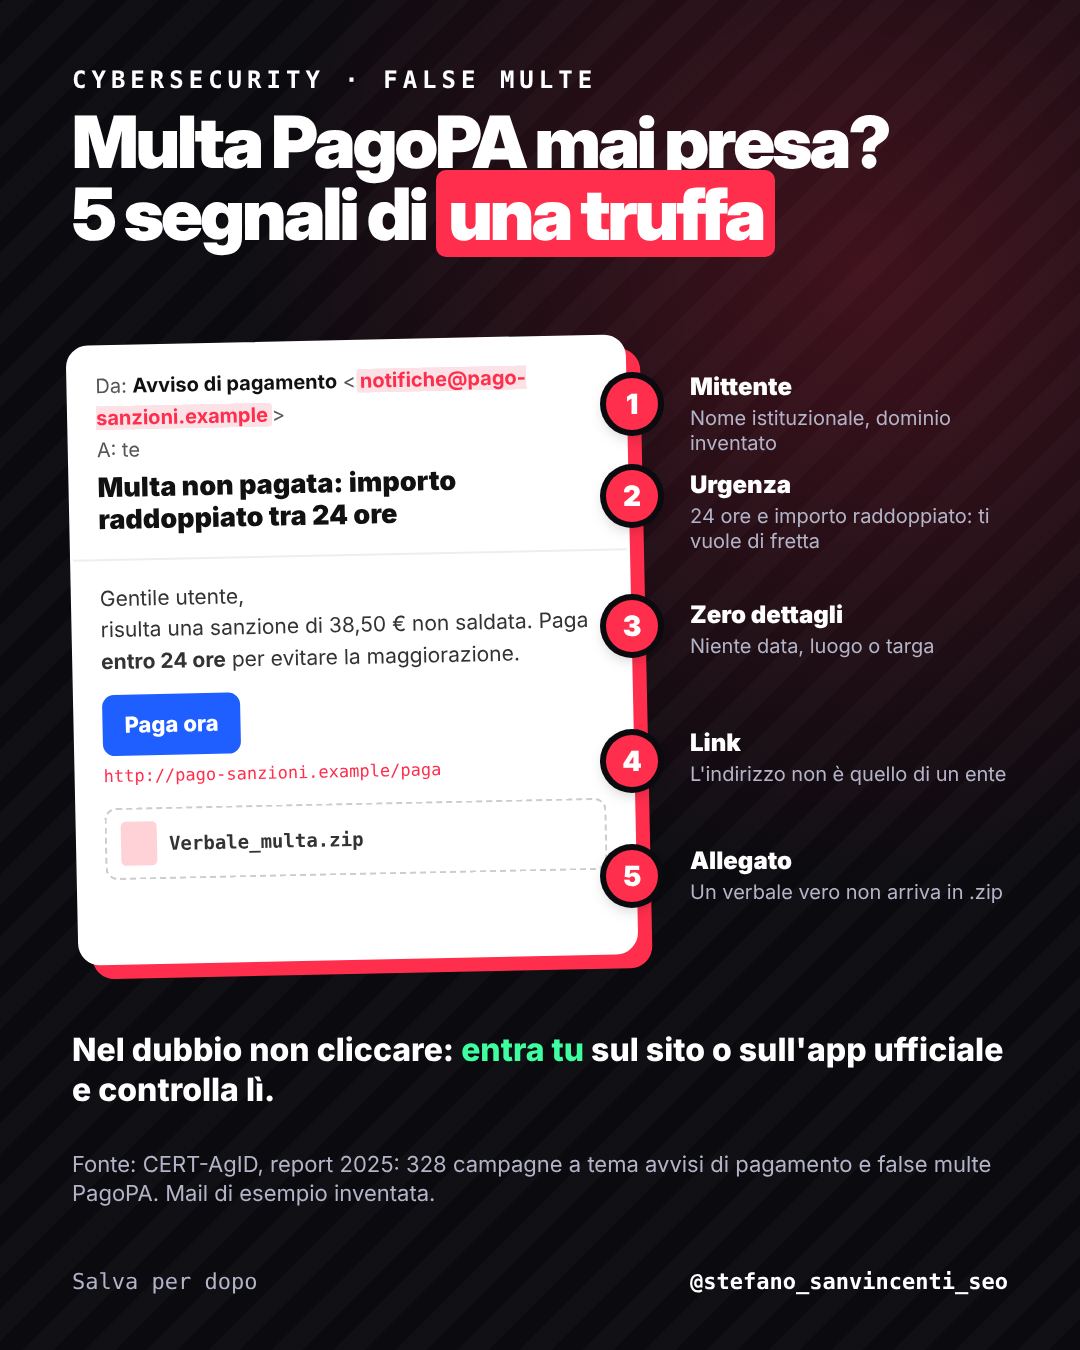 CYBERSECURITY · FALSE MULTE
Multa PagoPA mai presa?
5 segnali di una truffa
Da: Avviso di pagamento <notifiche@pago-
sanzioni.example>
A: te
Multa non pagata: importo
raddoppiato tra 24 ore
Gentile utente,
risulta una sanzione di 38,50 € non saldata. Paga
entro 24 ore per evitare la maggiorazione.
Paga ora
http://pago-sanzioni.example/paga
Verbale_multa.zip
1
Mittente
Nome istituzionale, dominio
inventato
2
Urgenza
24 ore e importo raddoppiato: ti
vuole di fretta
3
Zero dettagli
Niente data, luogo o targa
4
Link
L'indirizzo non è quello di un ente
5
Allegato
Un verbale vero non arriva in .zip
Nel dubbio non cliccare: entra tu sul sito o sull'app ufficiale
e controlla lì.
Fonte: CERT-AgID, report 2025: 328 campagne a tema avvisi di pagamento e false multe
PagoPA. Mail di esempio inventata.
Salva per dopo
@stefano_sanvincenti_seo